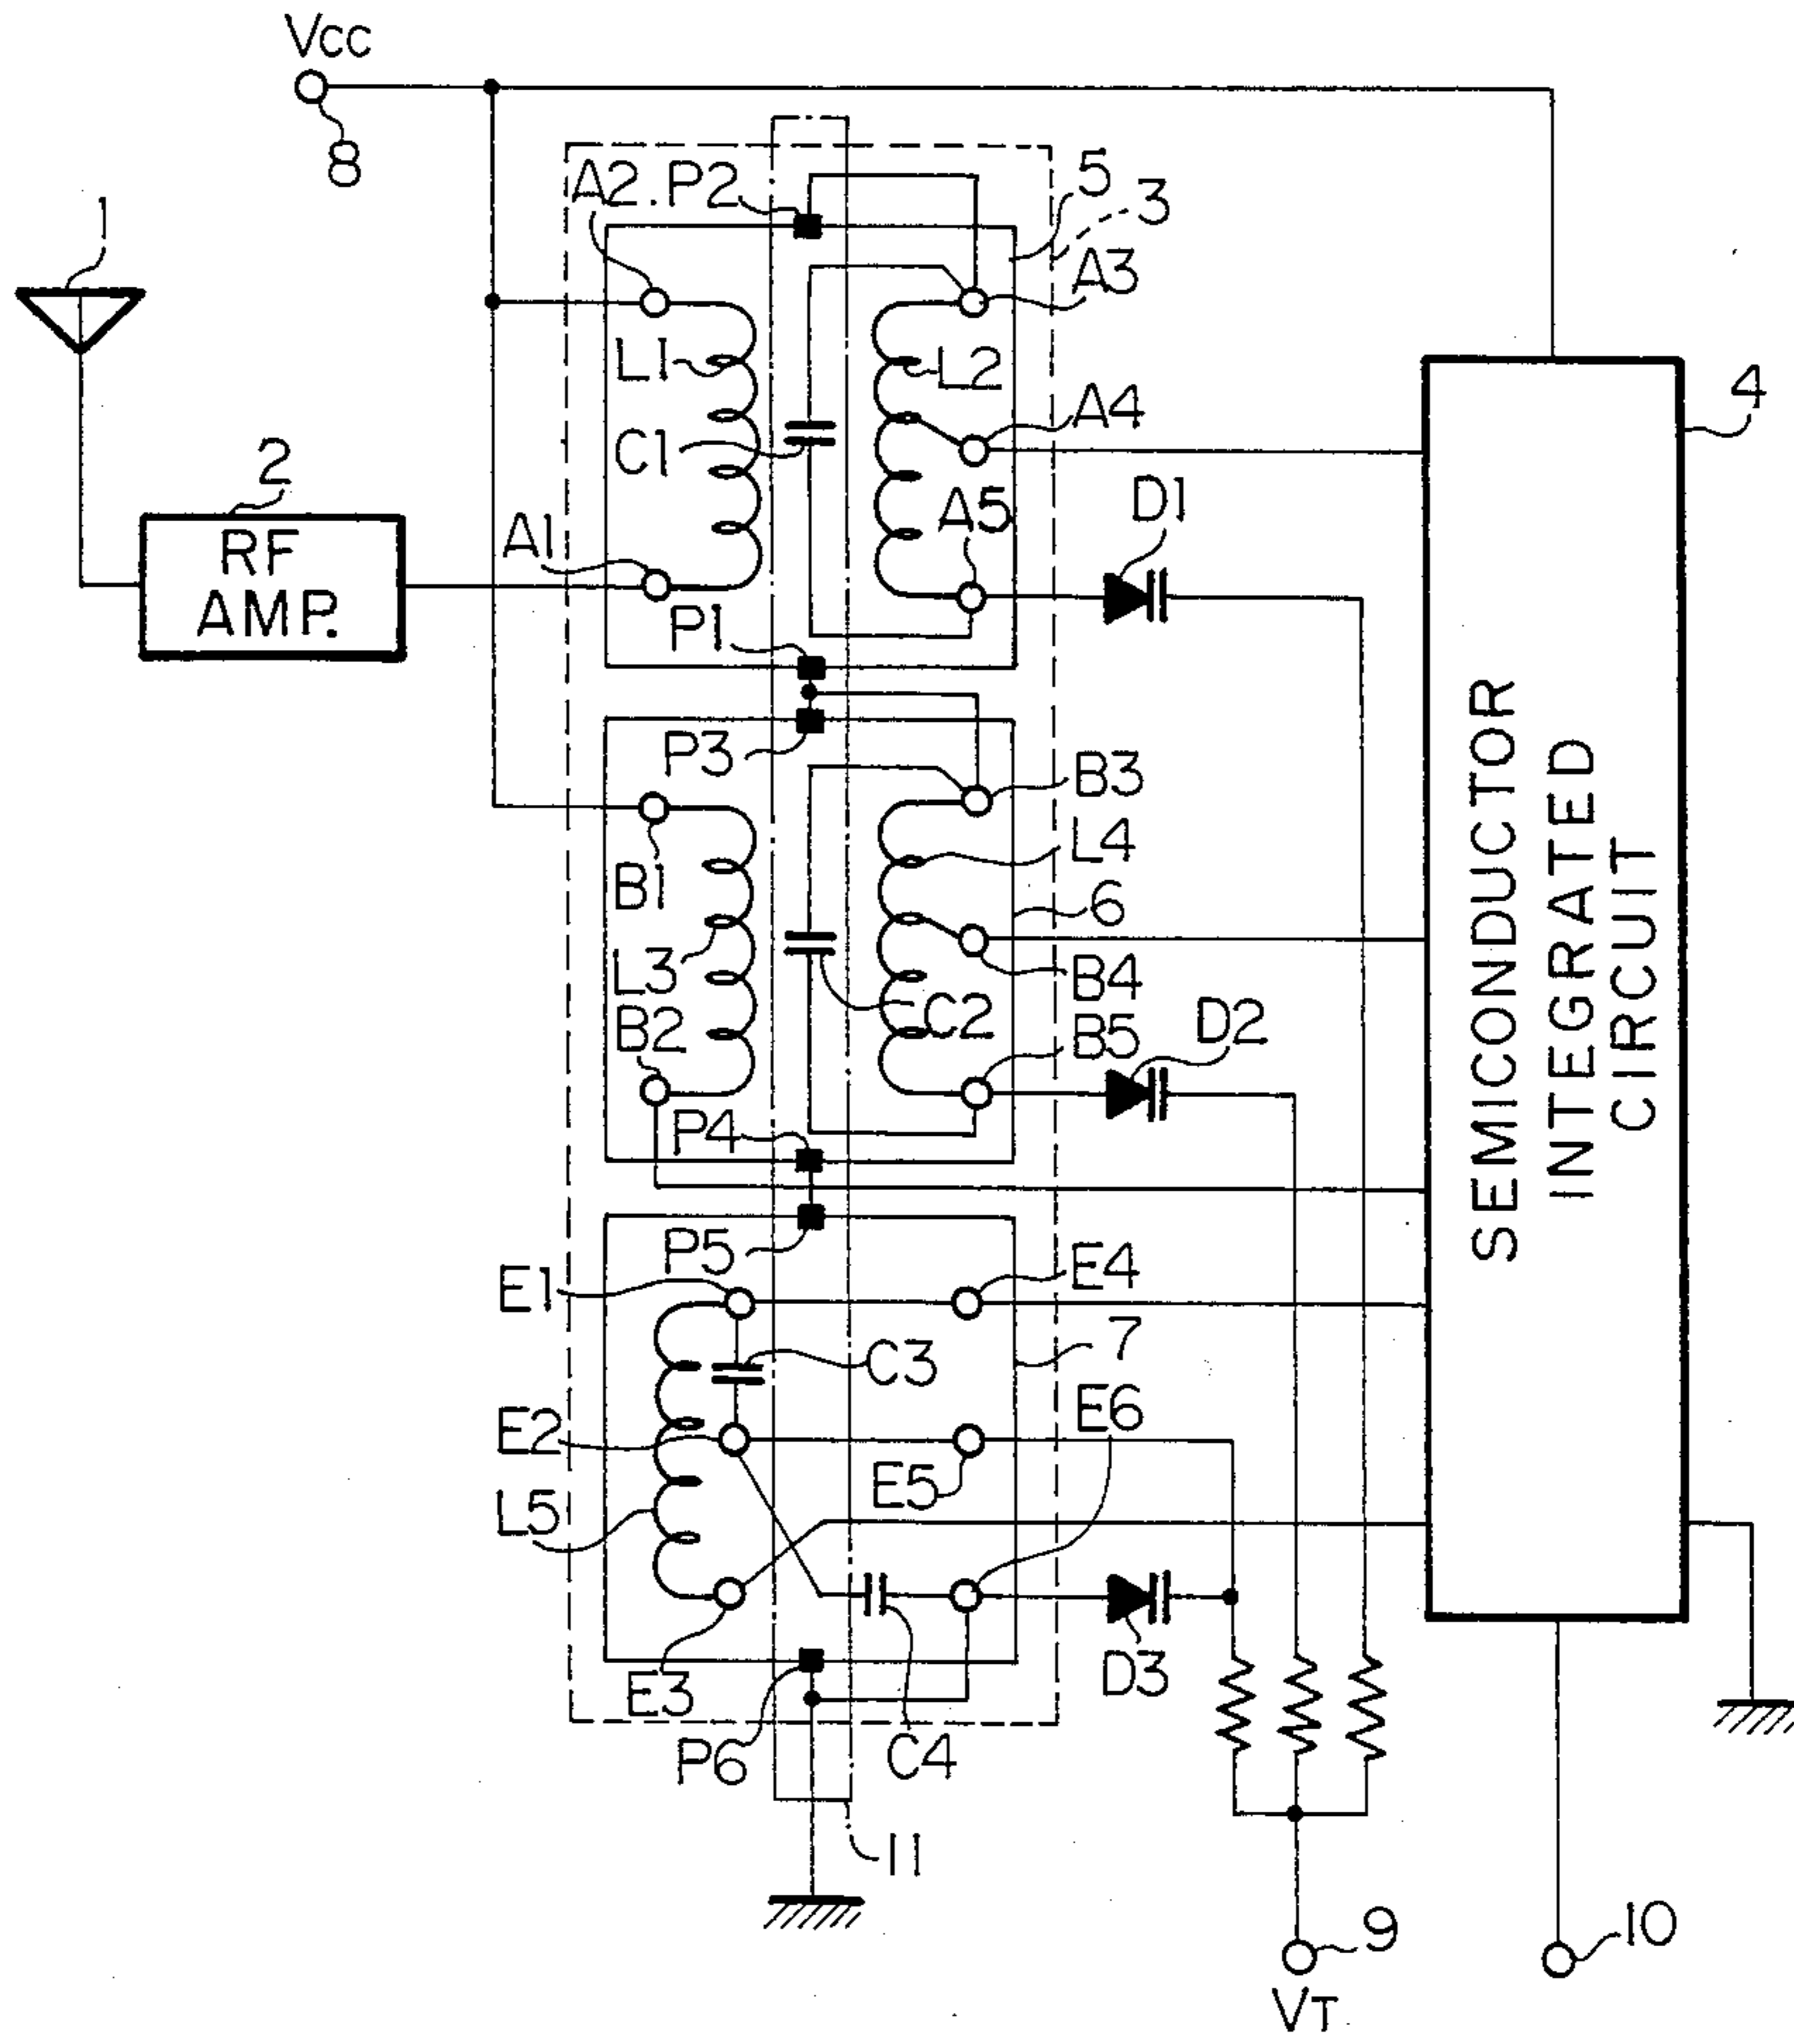 Vcc
8
1
A2.P2
5
3
A3
L1
L2
A4
4
C1
2
RF
AMP.
A1
A5
D1
P1
P3
B3
L4
B1
6
L3
B4
B2
C2
B5
D2
P4
SEMICONDUCTOR
INTEGRATED
CIRCUIT
P5
E1
E4
7
C3
E2
E6
E5
L5
E3
D3
P6
C4
11
9
10
VT